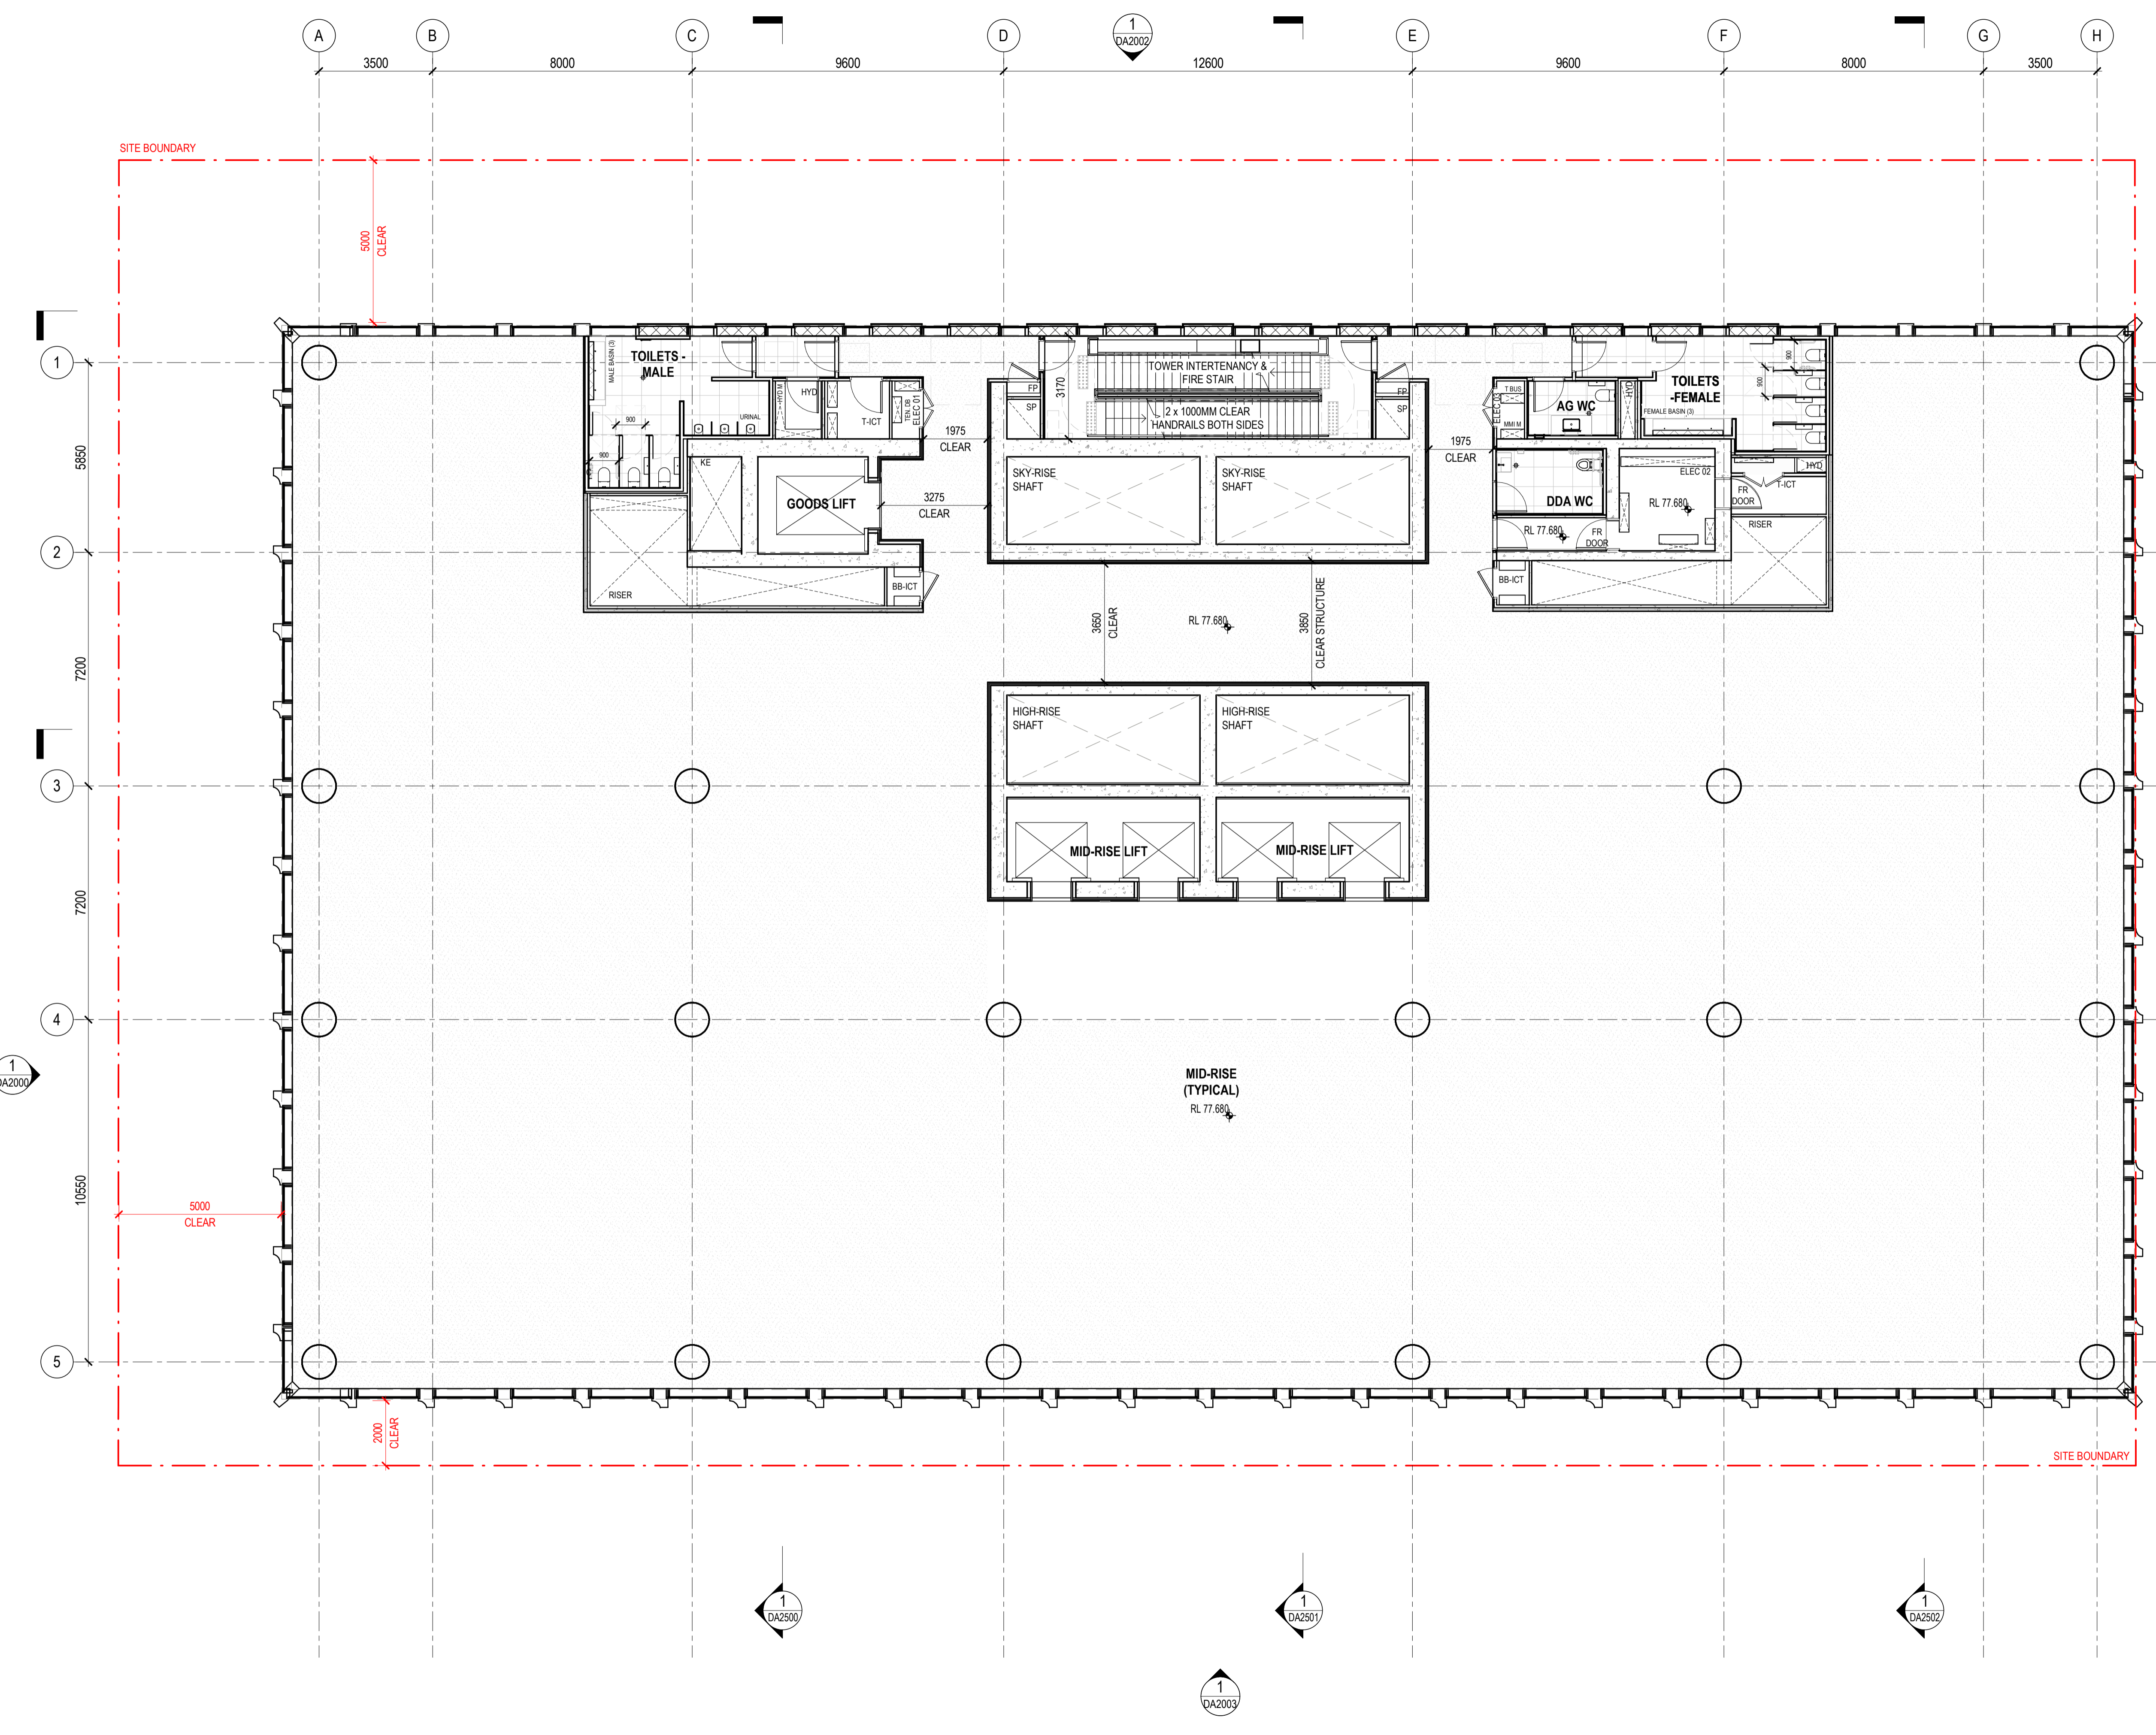 A
B
C
D
1
DA2002
E
F
G
H
3500
8000
9600
12600
9600
8000
3500
SITE BOUNDARY
5000
CLEAR
1
MALE BASIN (3)
TOILETS -
MALE
900
900
URINAL
HYD M
HYD
T-ICT
TEN. DB
ELEC 01
FP
SP
3170
TOWER INTERTENANCY &
FIRE STAIR
2 x 1000MM CLEAR
HANDRAILS BOTH SIDES
FP
SP
ELEC 03
T BUS
MMI M
AG WC
HYD
TOILETS
-FEMALE
FEMALE BASIN (3)
900
900
1975
CLEAR
1975
CLEAR
5850
KE
GOODS LIFT
3275
CLEAR
SKY-RISE
SHAFT
SKY-RISE
SHAFT
DDA WC
ELEC 02
RL 77.680
RL 77.680
FR
DOOR
FR
DOOR
T-ICT
HYD
RISER
2
RISER
BB-ICT
BB-ICT
3650
CLEAR
RL 77.680
3850
CLEAR STRUCTURE
7200
HIGH-RISE
SHAFT
HIGH-RISE
SHAFT
3
MID-RISE LIFT
MID-RISE LIFT
7200
4
1
DA2000
MID-RISE
(TYPICAL)
RL 77.680
10550
5000
CLEAR
5
2000
CLEAR
SITE BOUNDARY
1
DA2500
1
DA2501
1
DA2502
1
DA2003